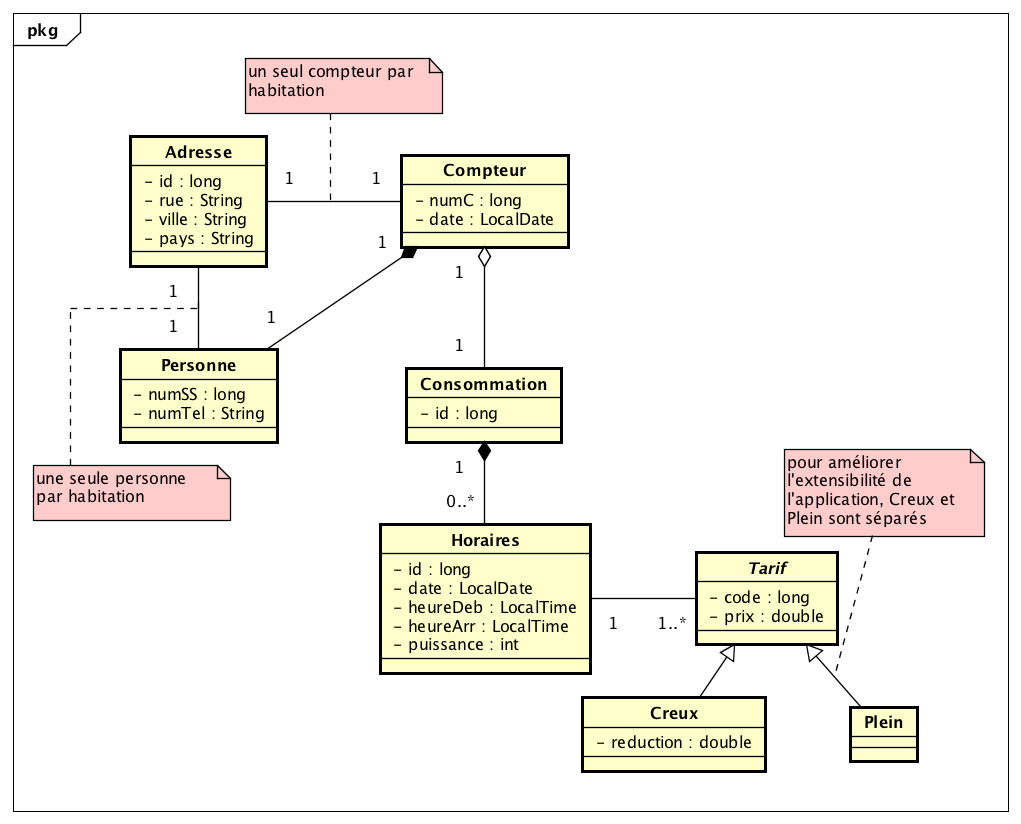 pkg
un seul compteur par
habitation
Adresse
- id : long
- rue : String
- ville : String
- pays : String
1
1
Compteur
- numC : long
- date : LocalDate
1
1
1
1
1
1
Personne
- numSS : long
- numTel : String
Consommation
- id : long
une seule personne
par habitation
1
0..*
pour améliorer
l'extensibilité de
l'application, Creux et
Plein sont séparés
Horaires
- id : long
- date : LocalDate
- heureDeb : LocalTime
- heureArr : LocalTime
- puissance : int
1
1..*
Tarif
- code : long
- prix : double
Creux
- reduction : double
Plein